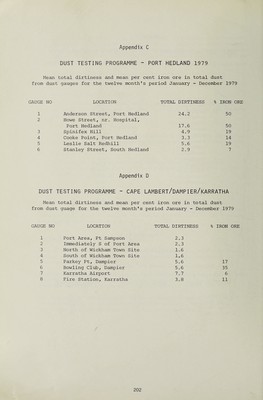 Appendix C
DUST TESTING PROGRAMME - PORT HEDLAND 1979
Mean total dirtiness and mean per cent iron ore in total dust
from dust gauges for the twelve month's period January - December 1979
GAUGE NO LOCATION TOTAL DIRTINESS % IRON ORE
1 Anderson Street, Port Hedland 24.2 50
2 Howe Street, nr. Hospital,
Port Hedland 17.6 50
3 Spinifex Hill 4.9 19
4 Cooke Point, Port Hedland 3.3 14
5 Leslie Salt Redbill 5.6 29
6 Stanley Street, South Hedland 2.9 7
Appendix D
DUST TESTING PROGRAMME - CAPE LAMBERT/DAMPIER/KARRATHA
Mean total dirtiness and mean per cent iron ore in total dust
from dust quage for the twelve month's period January - December 1979
GAUGE NO LOCATION TOTAL DIRTINESS % IRON ORE
1 Port Area, Pt Sampson 2.3
2 Immediately S of Port Area 2.3
3 North of Wickham Town Site 1.6
4 South of Wickham Town Site 1.6
5 Parkey Pt, Dampier 5.6 17
6 Bowling Club, Dampier 5.6 35
7 Karratha Airport 7.7 6
8 Fire Station, Karratha 3.8 11
202